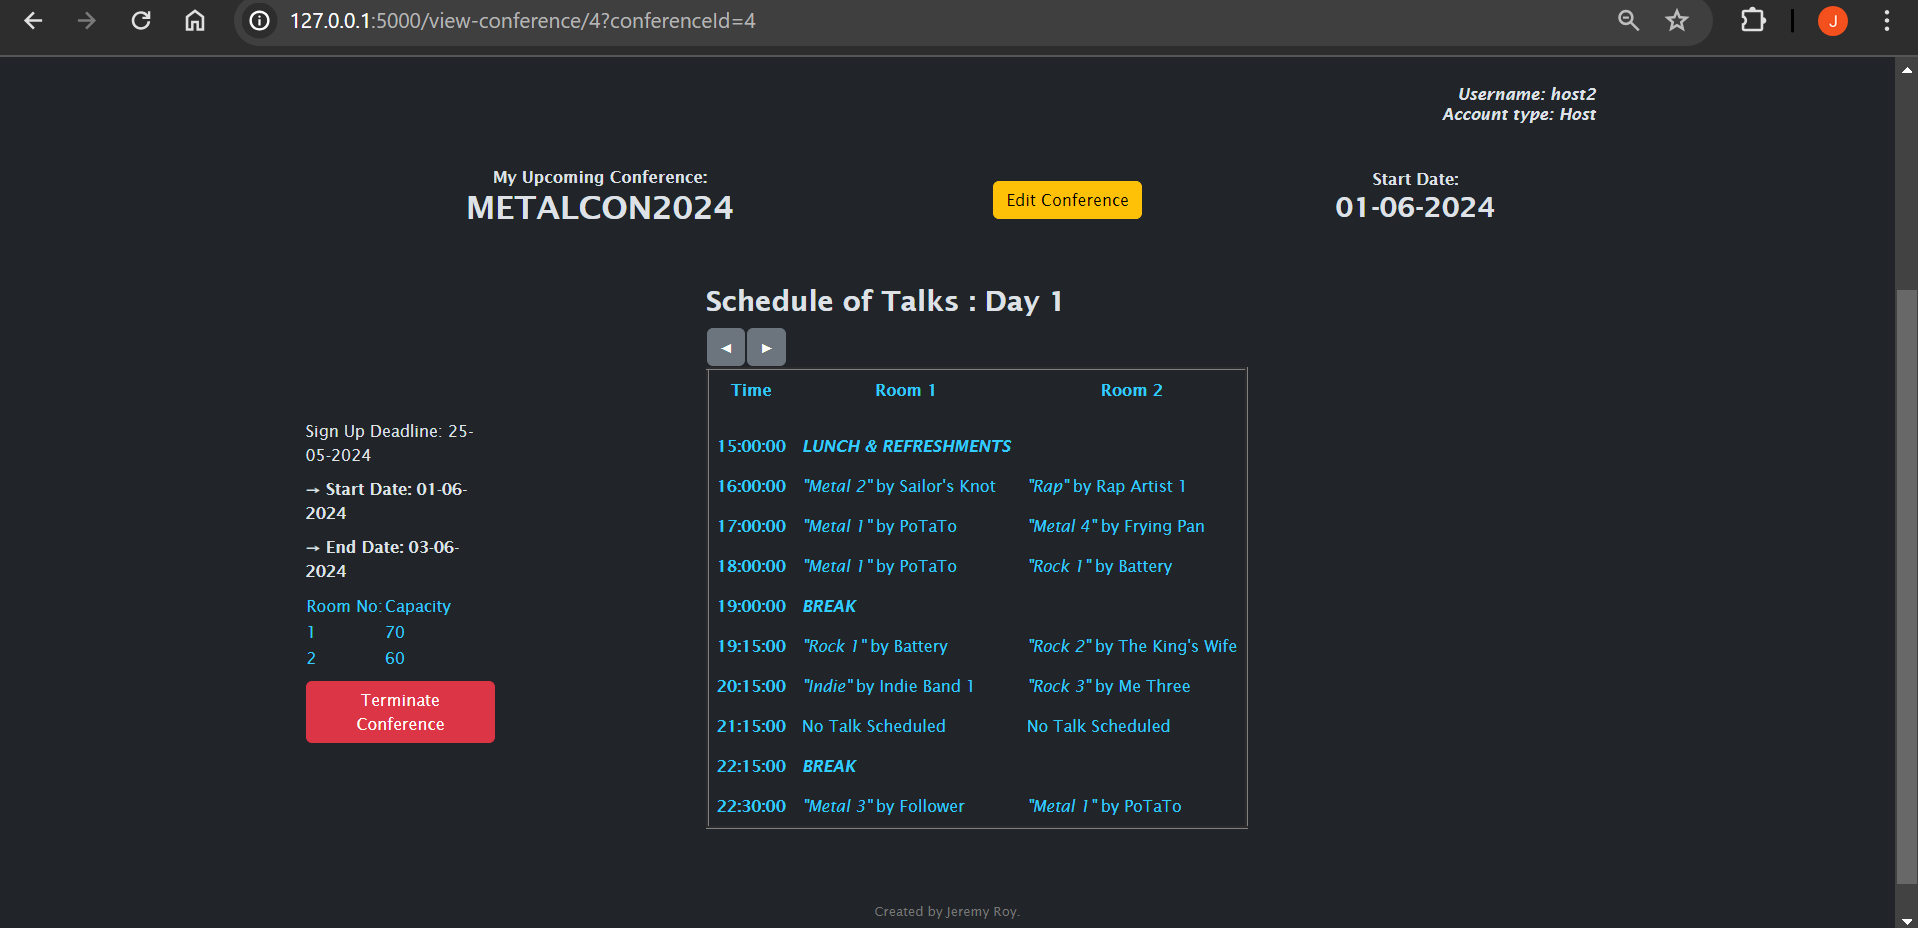 127.0.0.1:5000/view-conference/4?conferenceId=4
J
Username: host2
Account type: Host
My Upcoming Conference:
METALCON2024
Edit Conference
Start Date:
01-06-2024
Schedule of Talks : Day 1
◄ ►
Time Room 1 Room 2
15:00:00 LUNCH & REFRESHMENTS
16:00:00 "Metal 2" by Sailor's Knot "Rap" by Rap Artist 1
17:00:00 "Metal 1" by PoTaTo "Metal 4" by Frying Pan
18:00:00 "Metal 1" by PoTaTo "Rock 1" by Battery
19:00:00 BREAK
19:15:00 "Rock 1" by Battery "Rock 2" by The King's Wife
20:15:00 "Indie" by Indie Band 1 "Rock 3" by Me Three
21:15:00 No Talk Scheduled No Talk Scheduled
22:15:00 BREAK
22:30:00 "Metal 3" by Follower "Metal 1" by PoTaTo
Sign Up Deadline: 25-
05-2024
→ Start Date: 01-06-
2024
→ End Date: 03-06-
2024
Room No: Capacity
1 70
2 60
Terminate
Conference
Created by Jeremy Roy.